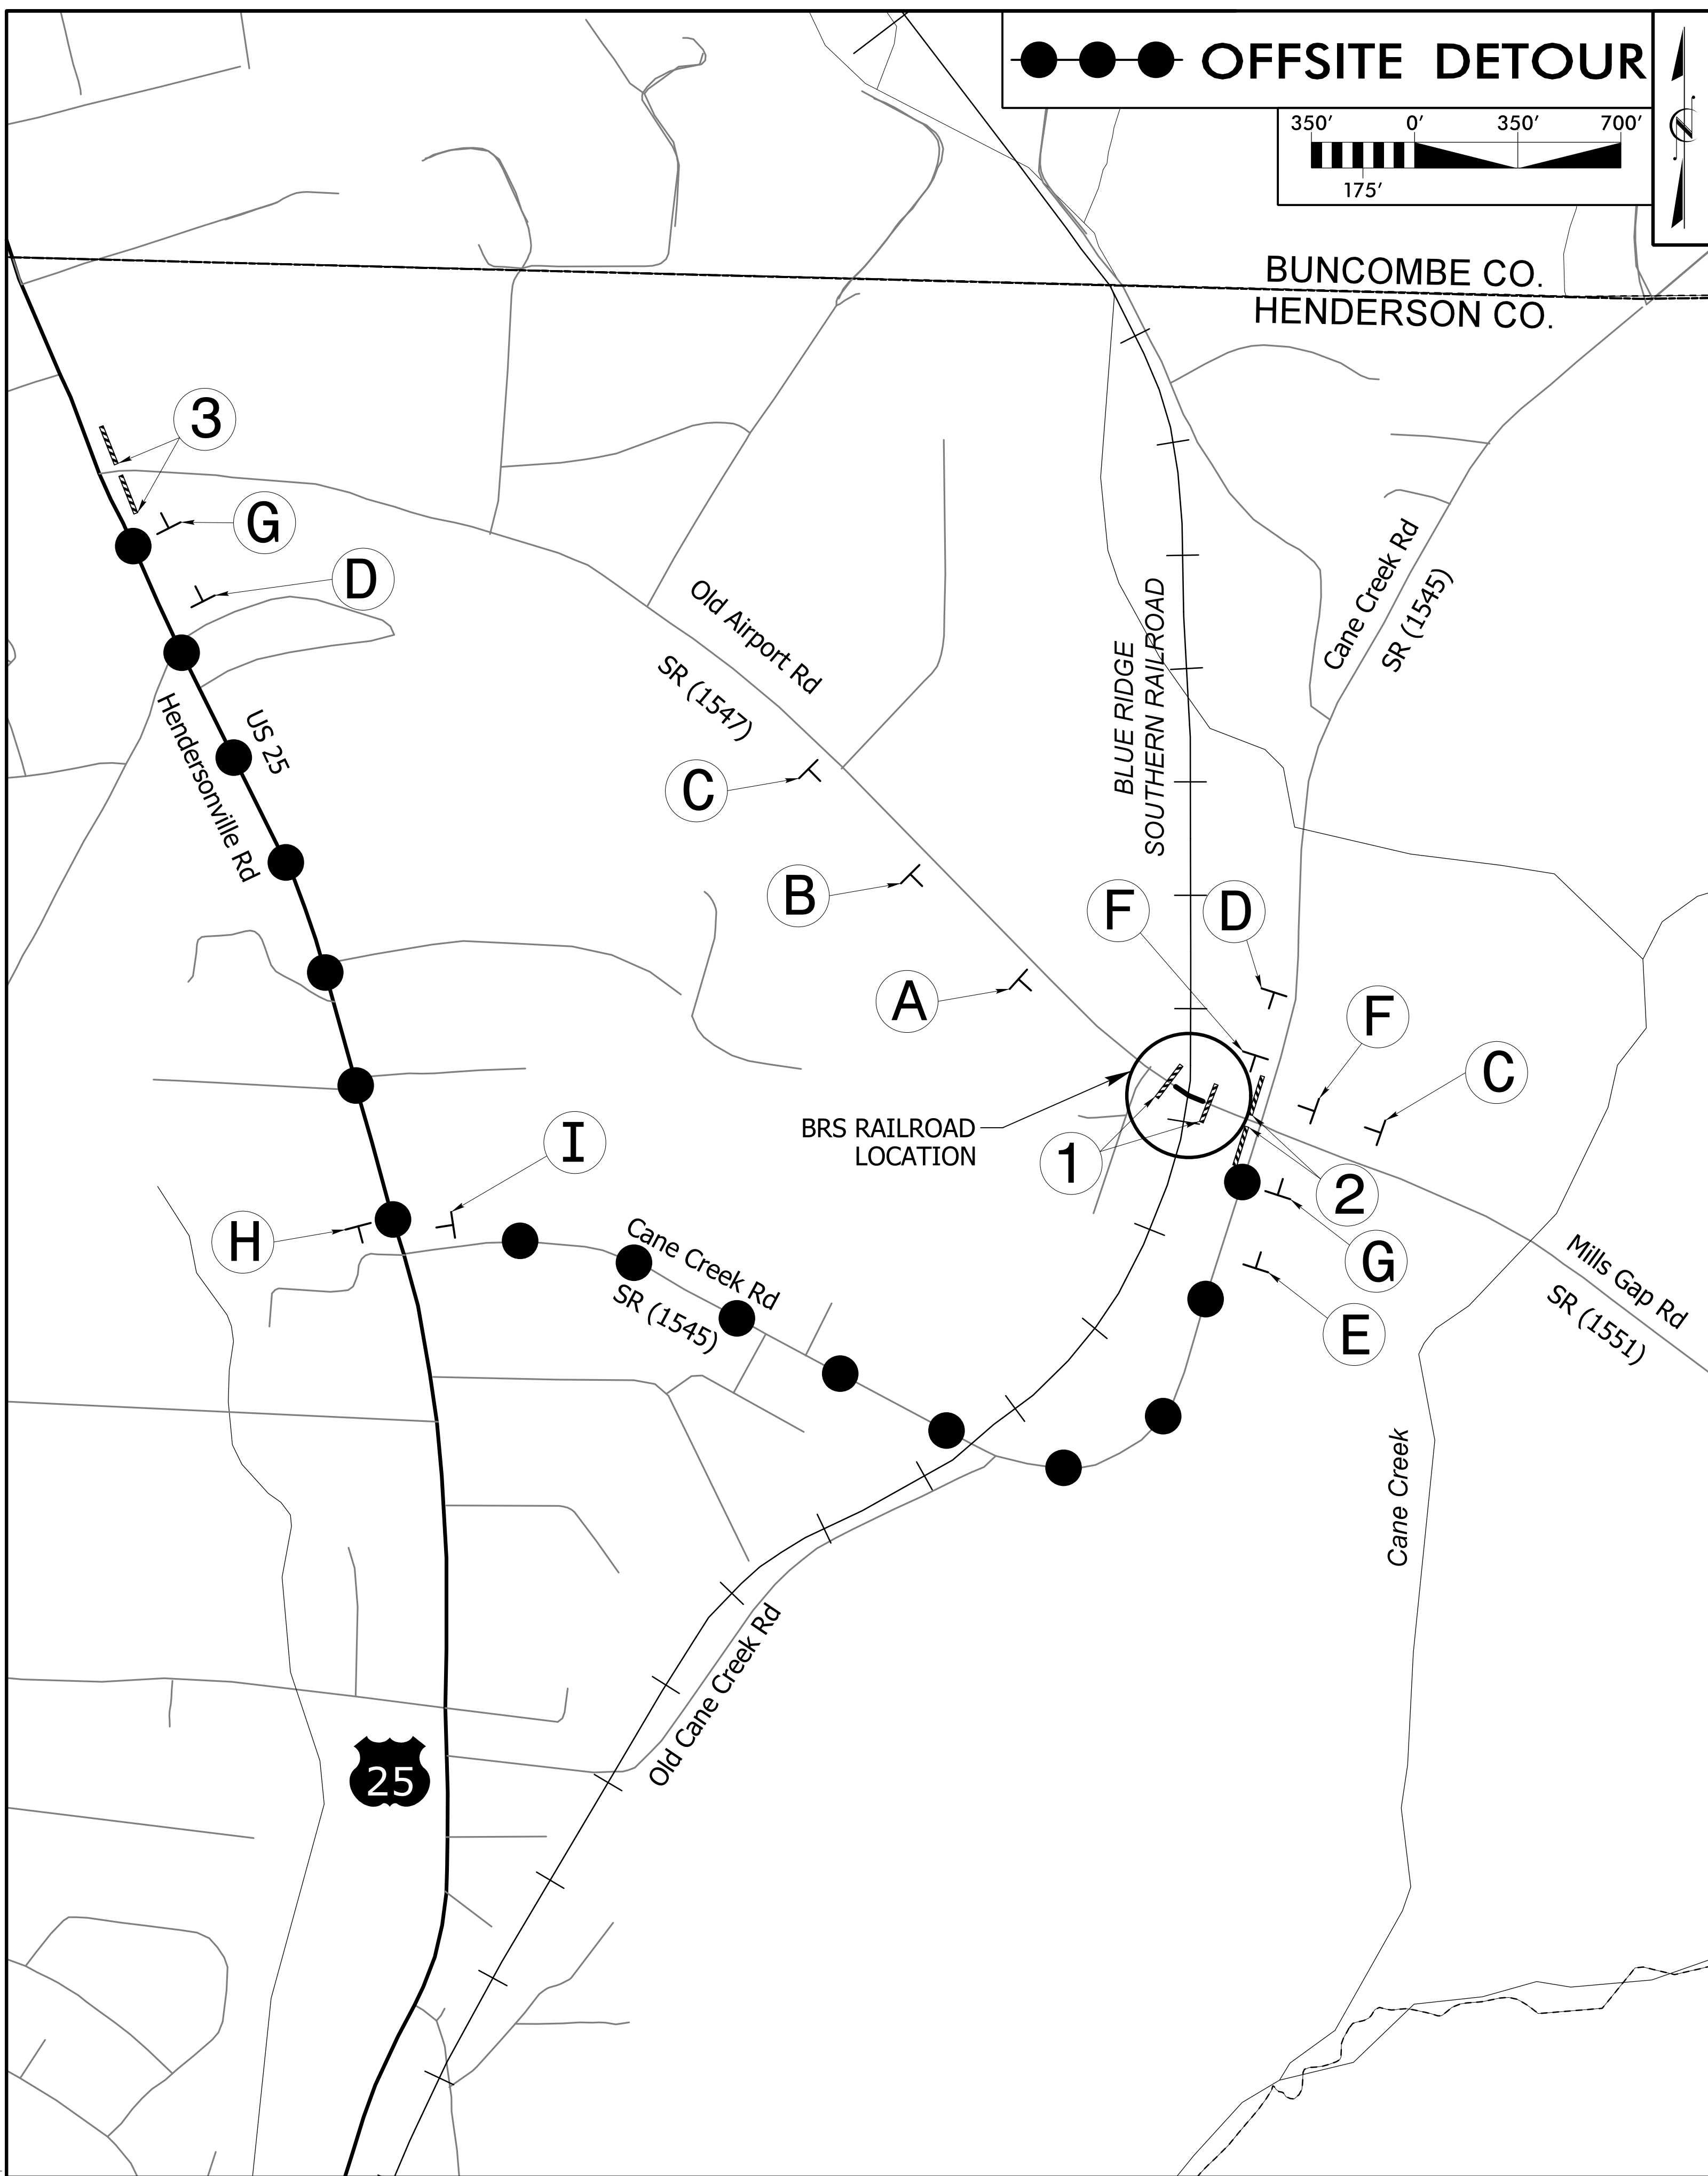 OFFSITE DETOUR
350' 0' 350' 700'
175'
N
BUNCOMBE CO.
HENDERSON CO.
3
G
D
Old Airport Rd
SR (1547)
Cane Creek Rd
SR (1545)
BLUE RIDGE
SOUTHERN RAILROAD
US 25
Hendersonville Rd
C
B
A
F
D
F
C
BRS RAILROAD
LOCATION
1
2
I
H
G
E
Cane Creek Rd
SR (1545)
Mills Gap Rd
SR (1551)
Cane Creek
Old Cane Creek Rd
25